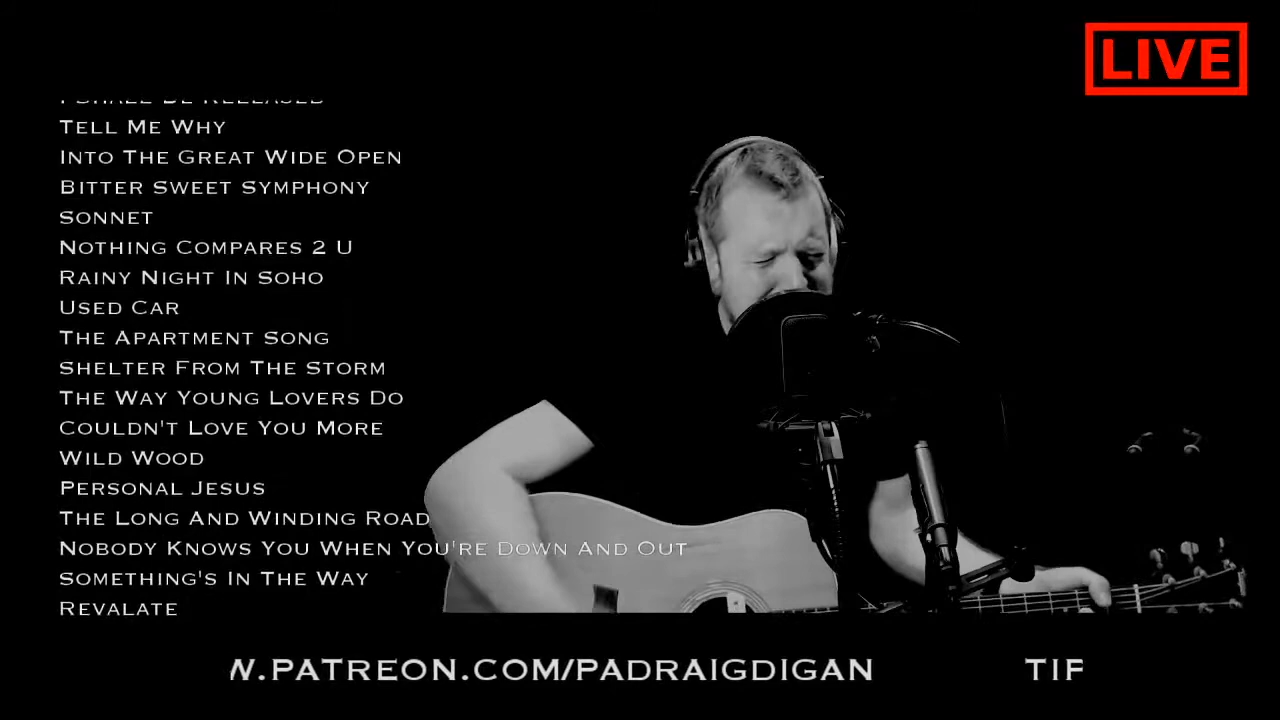 LIVE
I SHALL BE RELEASED
TELL ME WHY
INTO THE GREAT WIDE OPEN
BITTER SWEET SYMPHONY
SONNET
NOTHING COMPARES 2 U
RAINY NIGHT IN SOHO
USED CAR
THE APARTMENT SONG
SHELTER FROM THE STORM
THE WAY YOUNG LOVERS DO
COULDN'T LOVE YOU MORE
WILD WOOD
PERSONAL JESUS
THE LONG AND WINDING ROAD
NOBODY KNOWS YOU WHEN YOU'RE DOWN AND OUT
SOMETHING'S IN THE WAY
REVALATE
W.PATREON.COM/PADRAIGDIGAN TIF